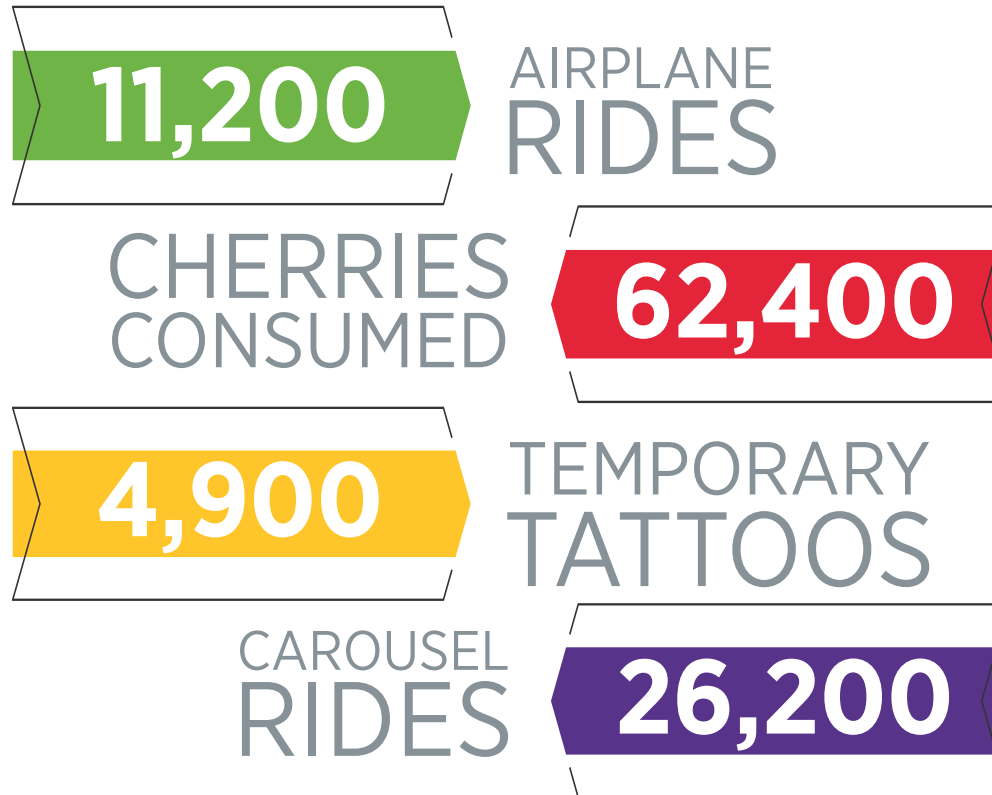 11,200
AIRPLANE
RIDES
CHERRIES
CONSUMED
62,400
4,900
TEMPORARY
TATTOOS
CAROUSEL
RIDES
26,200